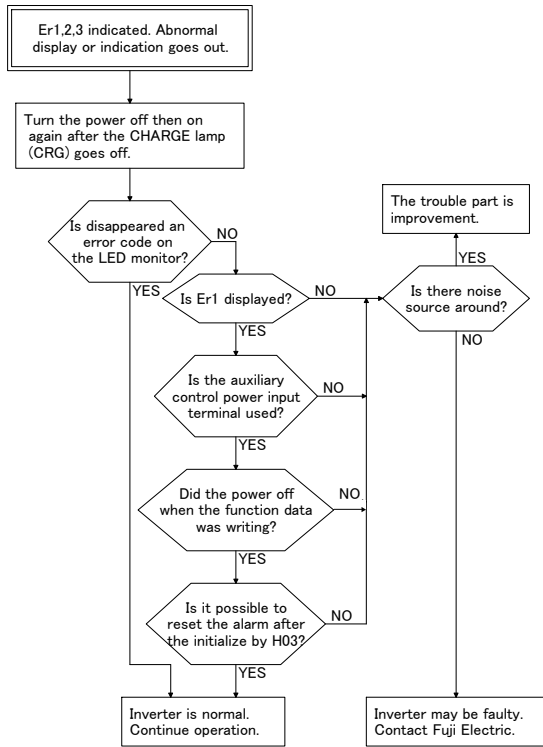 Er1,2,3 indicated. Abnormal
display or indication goes out.
Turn the power off then on
again after the CHARGE lamp
(CRG) goes off.
Is disappeared an
error code on
the LED monitor?
NO
YES
The trouble part is
improvement.
YES
Is Er1 displayed?
NO
Is there noise
source around?
YES
NO
Is the auxiliary
control power input
terminal used?
NO
YES
Did the power off
when the function data
was writing?
NO
YES
Is it possible to
reset the alarm after
the initialize by H03?
NO
YES
Inverter is normal.
Continue operation.
Inverter may be faulty.
Contact Fuji Electric.